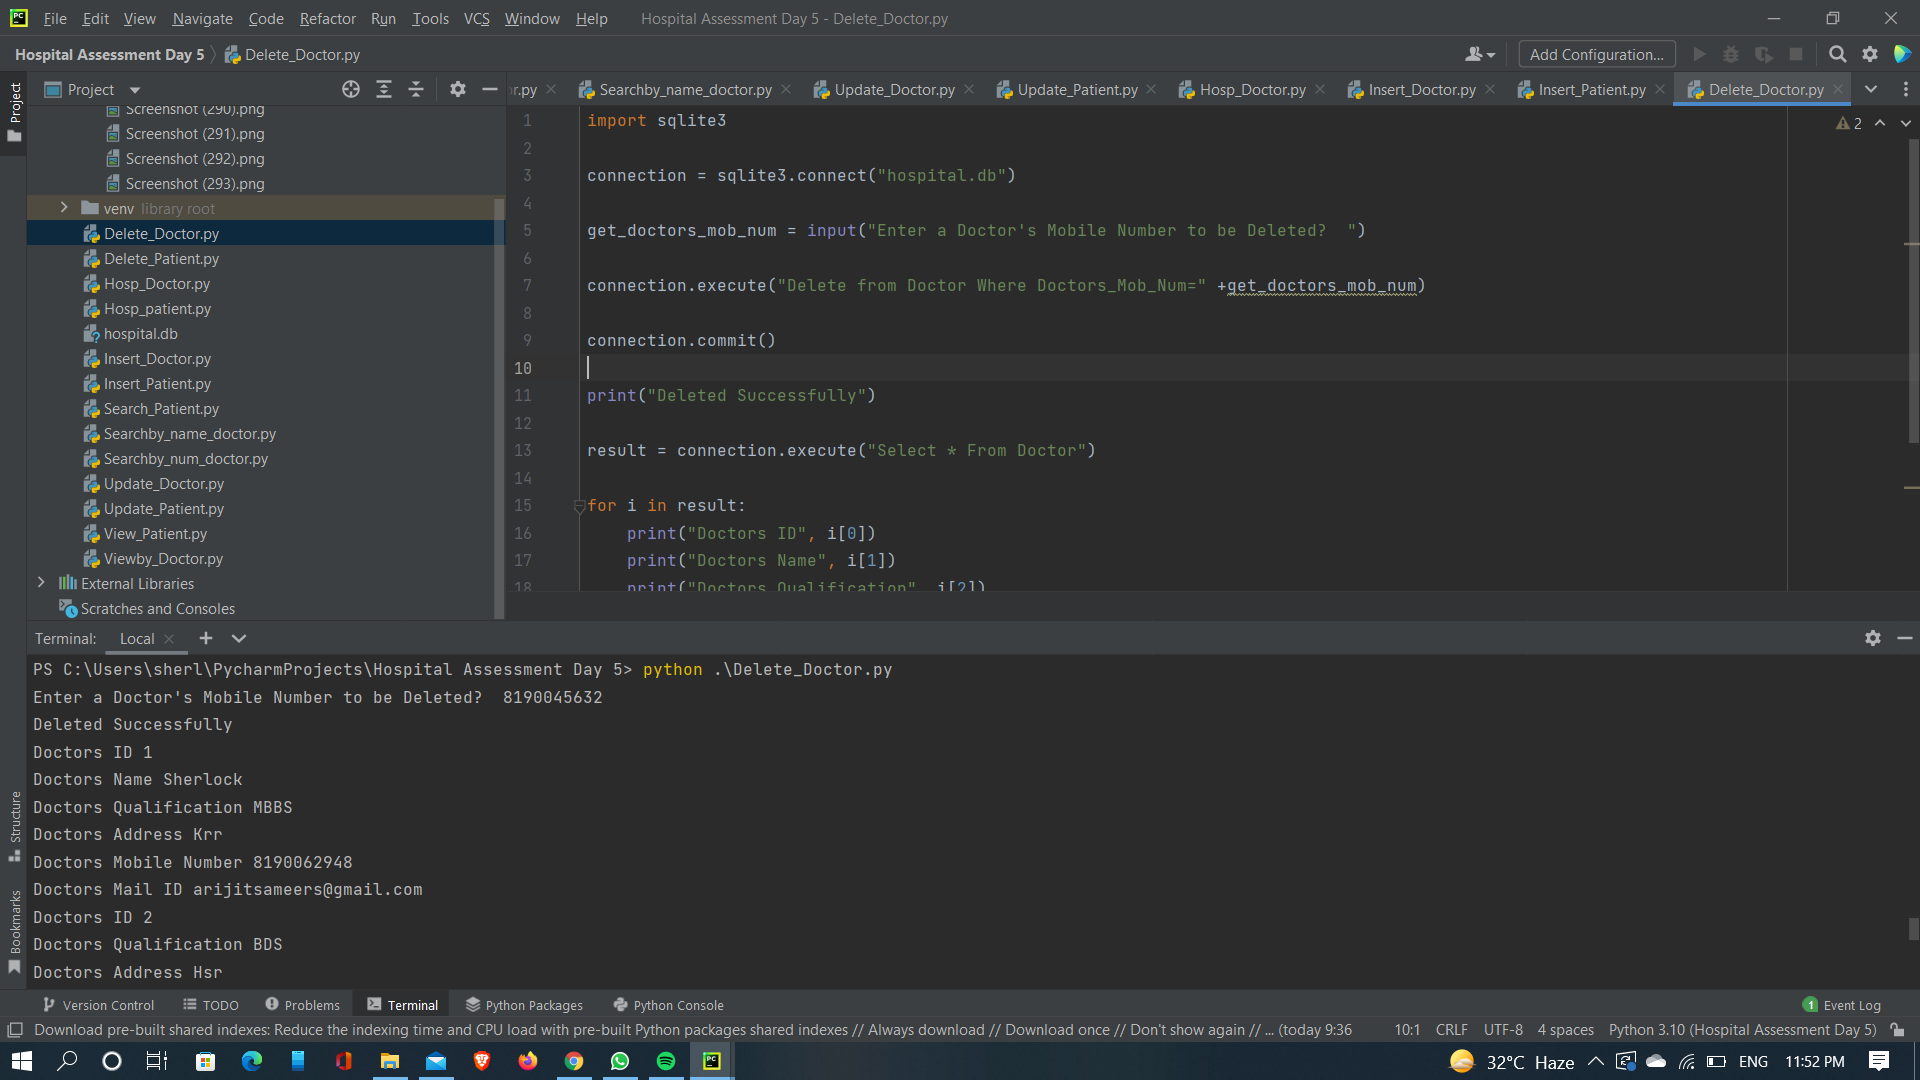 File Edit View Navigate Code Refactor Run Tools VCS Window Help Hospital Assessment Day 5 - Delete_Doctor.py
Hospital Assessment Day 5 Delete_Doctor.py Add Configuration...
Project Project
r.py Searchby_name_doctor.py Update_Doctor.py Update_Patient.py Hosp_Doctor.py Insert_Doctor.py Insert_Patient.py Delete_Doctor.py
Screenshot (290).png
Screenshot (291).png
Screenshot (292).png
Screenshot (293).png
venv library root
Delete_Doctor.py
Delete_Patient.py
Hosp_Doctor.py
Hosp_patient.py
hospital.db
Insert_Doctor.py
Insert_Patient.py
Search_Patient.py
Searchby_name_doctor.py
Searchby_num_doctor.py
Update_Doctor.py
Update_Patient.py
View_Patient.py
Viewby_Doctor.py
External Libraries
Scratches and Consoles
1 import sqlite3
2
3 connection = sqlite3.connect("hospital.db")
4
5 get_doctors_mob_num = input("Enter a Doctor's Mobile Number to be Deleted?  ")
6
7 connection.execute("Delete from Doctor Where Doctors_Mob_Num=" +get_doctors_mob_num)
8
9 connection.commit()
10
11 print("Deleted Successfully")
12
13 result = connection.execute("Select * From Doctor")
14
15 for i in result:
16 print("Doctors ID", i[0])
17 print("Doctors Name", i[1])
18 print("Doctors Qualification", i[2])
2
Terminal: Local
PS C:\Users\sherl\PycharmProjects\Hospital Assessment Day 5> python .\Delete_Doctor.py
Enter a Doctor's Mobile Number to be Deleted?  8190045632
Deleted Successfully
Doctors ID 1
Doctors Name Sherlock
Doctors Qualification MBBS
Doctors Address Krr
Doctors Mobile Number 8190062948
Doctors Mail ID arijitsameers@gmail.com
Doctors ID 2
Doctors Qualification BDS
Doctors Address Hsr
Structure
Bookmarks
Version Control TODO Problems Terminal Python Packages Python Console 1 Event Log
Download pre-built shared indexes: Reduce the indexing time and CPU load with pre-built Python packages shared indexes // Always download // Download once // Don't show again // ... (today 9:36 10:1 CRLF UTF-8 4 spaces Python 3.10 (Hospital Assessment Day 5)
32°C Haze ENG 11:52 PM